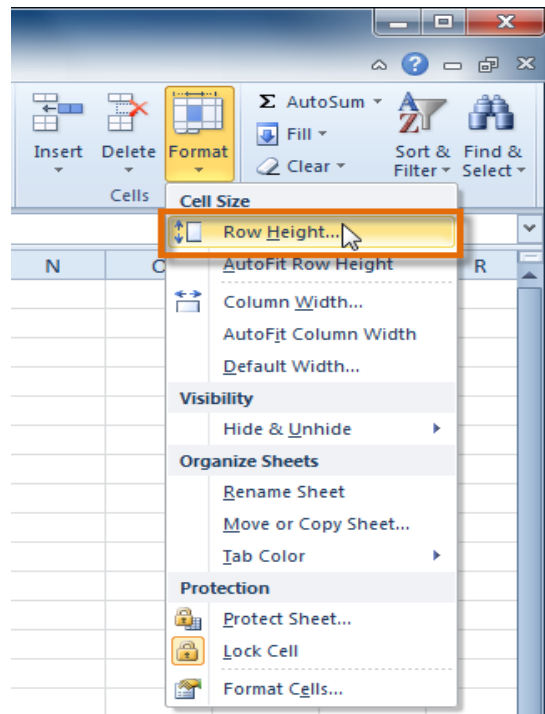 Insert Delete Format
Σ AutoSum
Fill
Clear
Sort & Filter
Find & Select
Cells
Cell Size
Row Height...
N O R
AutoFit Row Height
Column Width...
AutoFit Column Width
Default Width...
Visibility
Hide & Unhide
Organize Sheets
Rename Sheet
Move or Copy Sheet...
Tab Color
Protection
Protect Sheet...
Lock Cell
Format Cells...